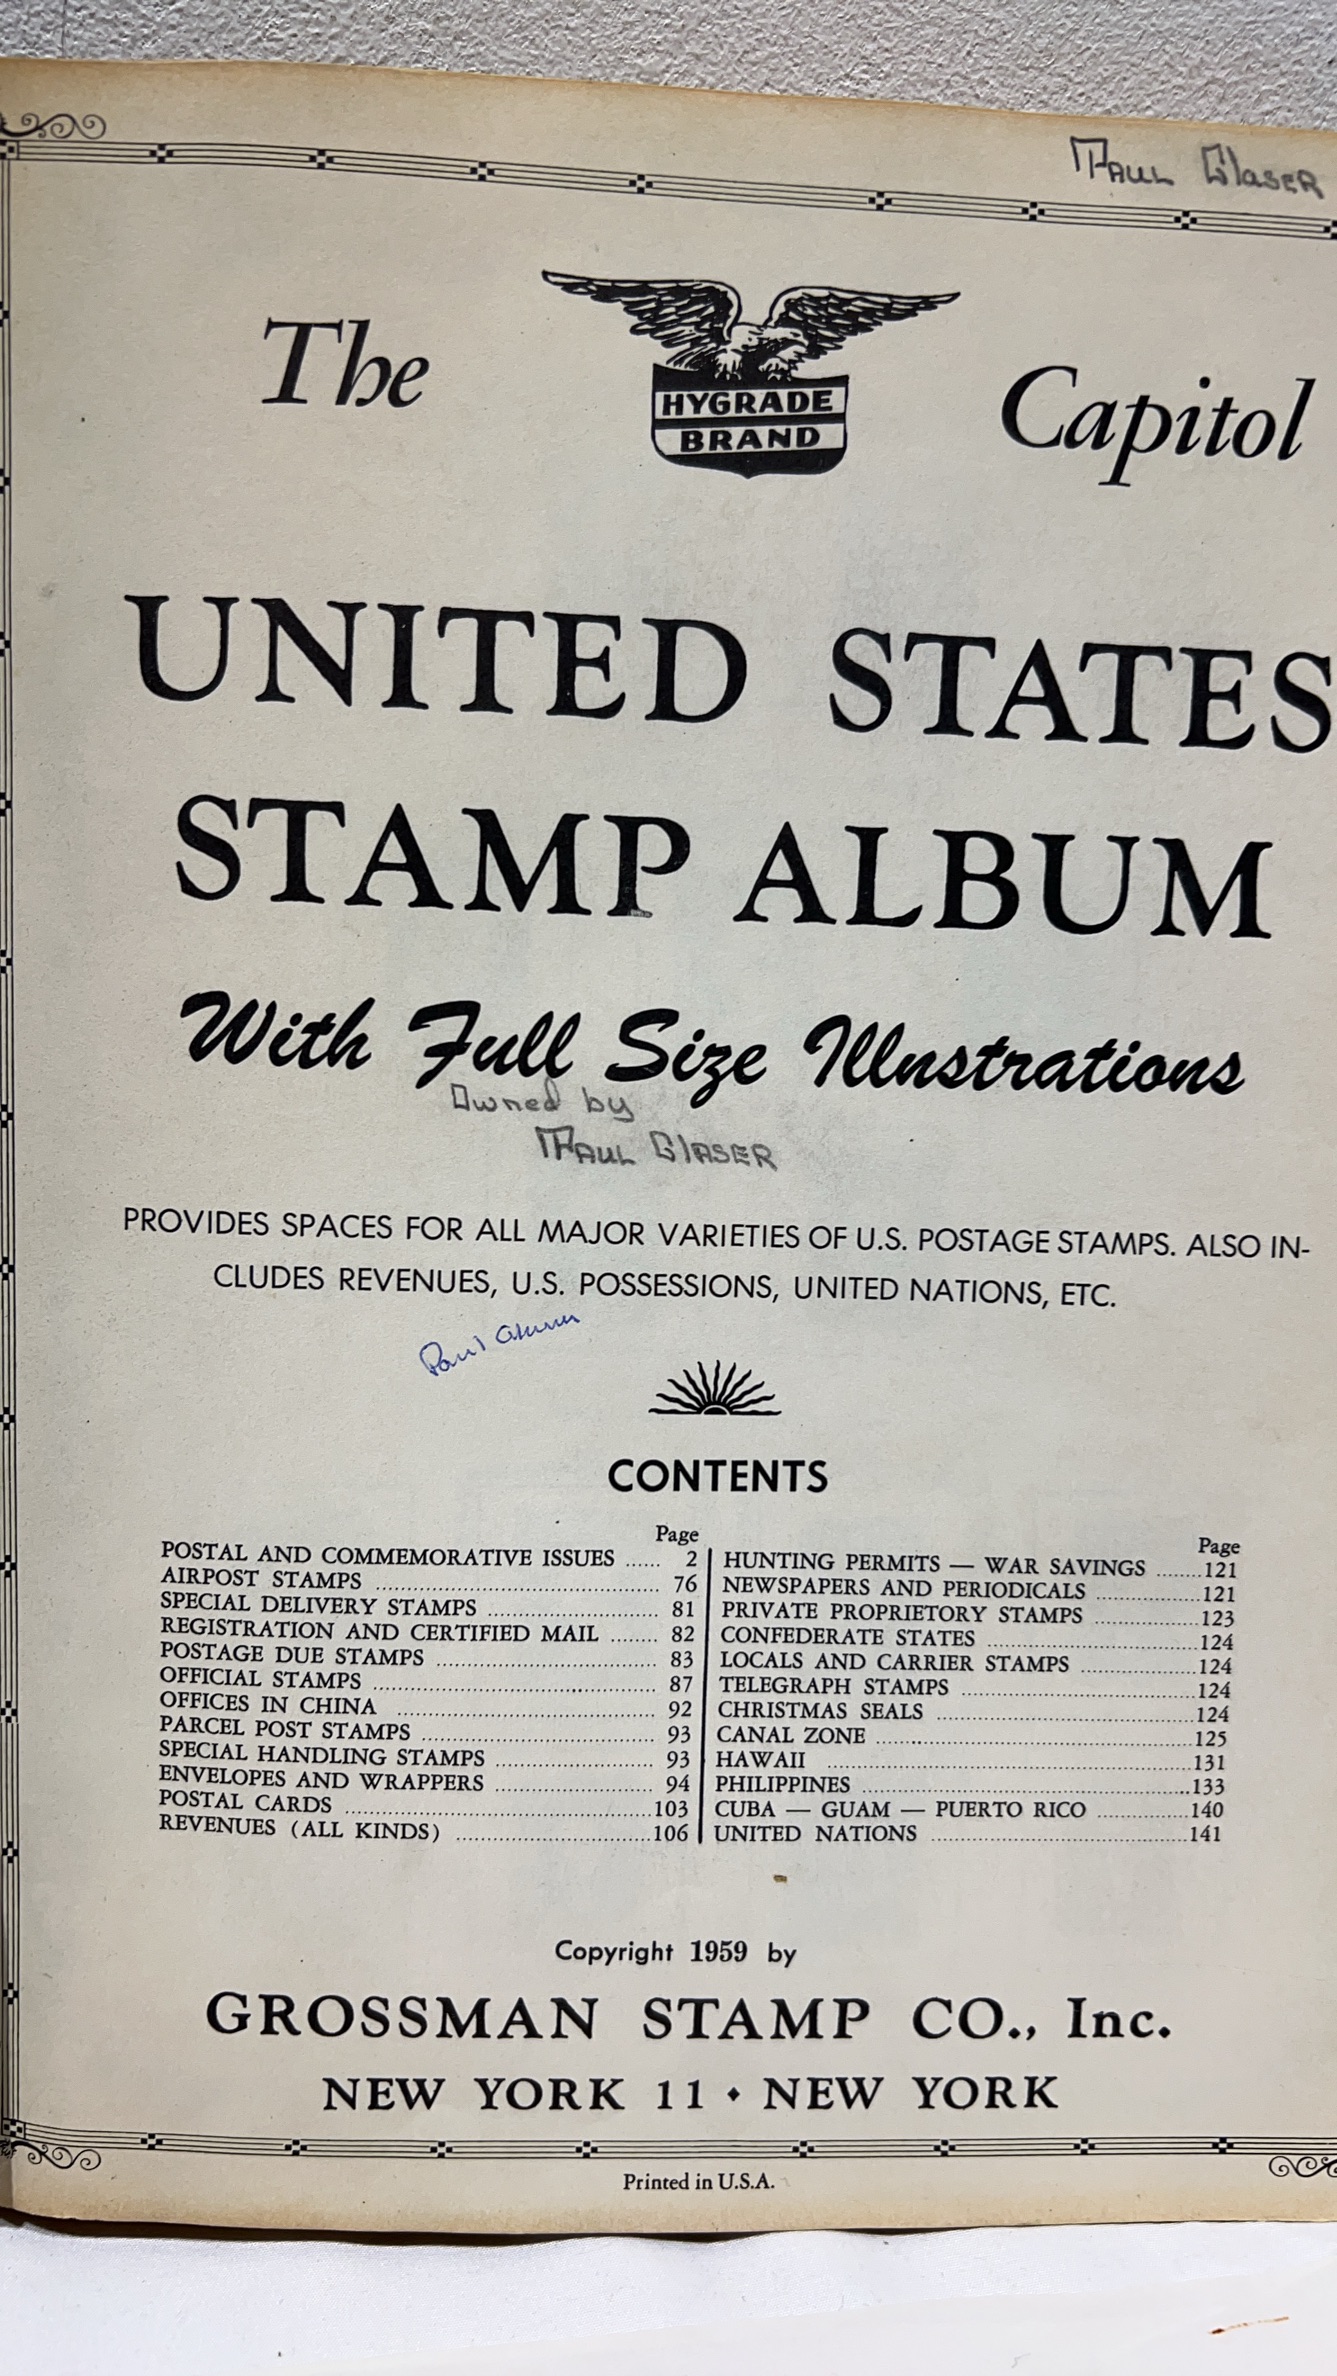 Paul Glaser
The HYGRADE BRAND Capitol
UNITED STATES
STAMP ALBUM
With Full Size Illnstrations
Owned by
Paul Glaser
PROVIDES SPACES FOR ALL MAJOR VARIETIES OF U.S. POSTAGE STAMPS. ALSO IN-
CLUDES REVENUES, U.S. POSSESSIONS, UNITED NATIONS, ETC.
Paul
CONTENTS
Page
POSTAL AND COMMEMORATIVE ISSUES ...... 2
AIRPOST STAMPS ...... 76
SPECIAL DELIVERY STAMPS ...... 81
REGISTRATION AND CERTIFIED MAIL ...... 82
POSTAGE DUE STAMPS ...... 83
OFFICIAL STAMPS ...... 87
OFFICES IN CHINA ...... 92
PARCEL POST STAMPS ...... 93
SPECIAL HANDLING STAMPS ...... 93
ENVELOPES AND WRAPPERS ...... 94
POSTAL CARDS ...... 103
REVENUES (ALL KINDS) ...... 106
Page
HUNTING PERMITS — WAR SAVINGS ...... 121
NEWSPAPERS AND PERIODICALS ...... 121
PRIVATE PROPRIETORY STAMPS ...... 123
CONFEDERATE STATES ...... 124
LOCALS AND CARRIER STAMPS ...... 124
TELEGRAPH STAMPS ...... 124
CHRISTMAS SEALS ...... 124
CANAL ZONE ...... 125
HAWAII ...... 131
PHILIPPINES ...... 133
CUBA — GUAM — PUERTO RICO ...... 140
UNITED NATIONS ...... 141
Copyright 1959 by
GROSSMAN STAMP CO., Inc.
NEW YORK 11 • NEW YORK
Printed in U.S.A.